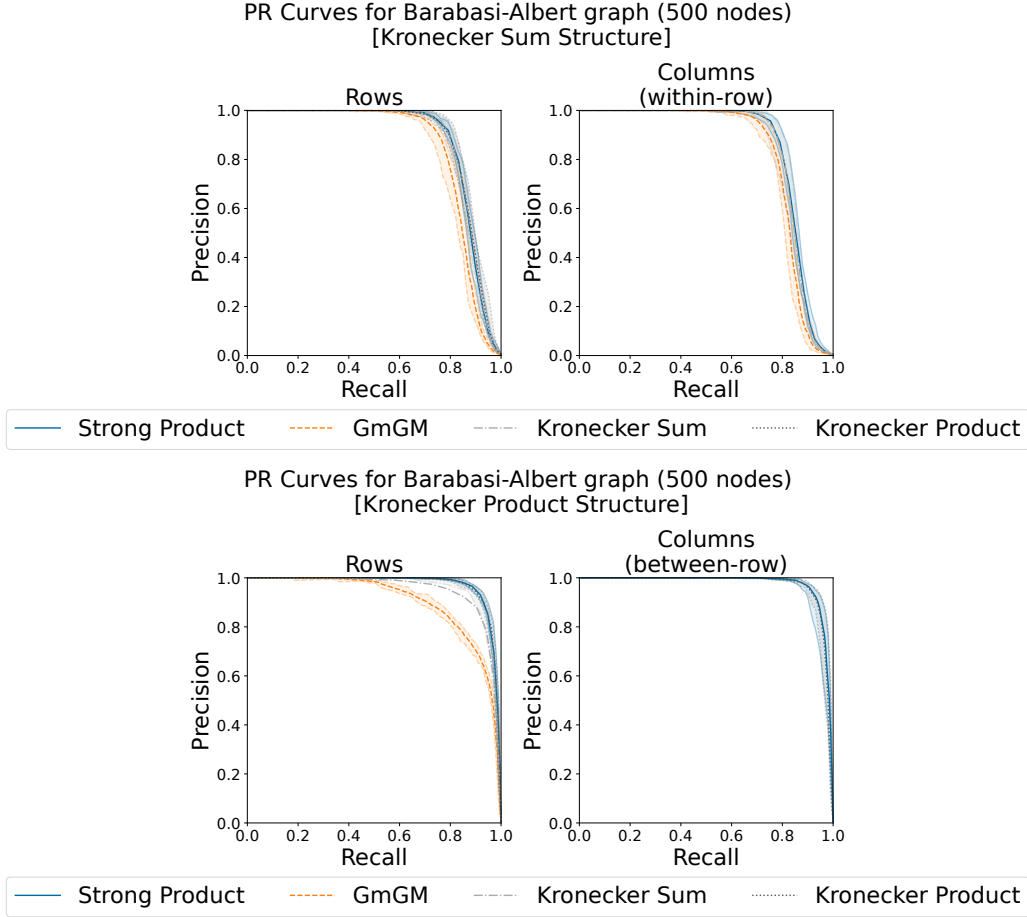 PR Curves for Barabasi-Albert graph (500 nodes)
[Kronecker Sum Structure]
Rows
Columns
(within-row)
1.0
0.8
0.6
0.4
0.2
0.0
Precision
0.0 0.2 0.4 0.6 0.8 1.0
Recall
1.0
0.8
0.6
0.4
0.2
0.0
Precision
0.0 0.2 0.4 0.6 0.8 1.0
Recall
Strong Product GmGM Kronecker Sum Kronecker Product
PR Curves for Barabasi-Albert graph (500 nodes)
[Kronecker Product Structure]
Rows
Columns
(between-row)
1.0
0.8
0.6
0.4
0.2
0.0
Precision
0.0 0.2 0.4 0.6 0.8 1.0
Recall
1.0
0.8
0.6
0.4
0.2
0.0
Precision
0.0 0.2 0.4 0.6 0.8 1.0
Recall
Strong Product GmGM Kronecker Sum Kronecker Product